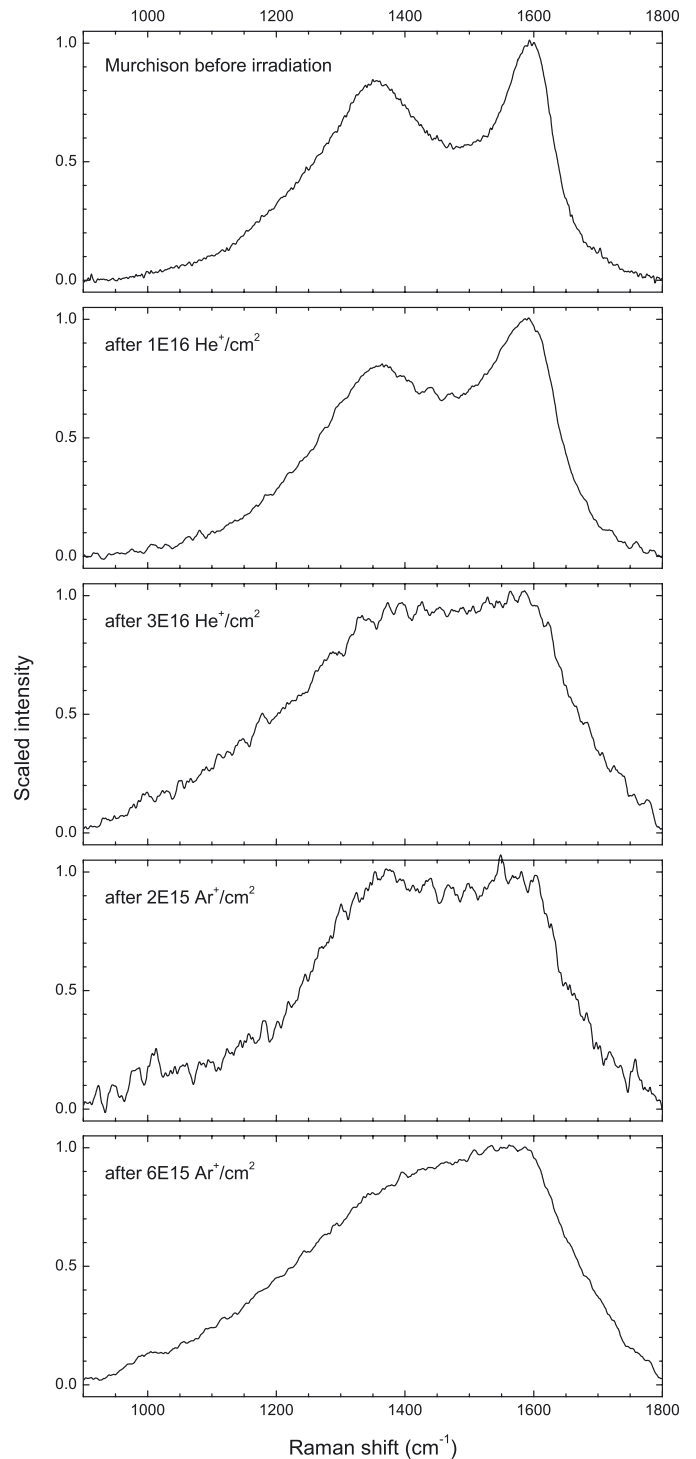 1000 1200 1400 1600 1800
Murchison before irradiation
1.0
0.5
0.0
after 1E16 He⁺/cm²
1.0
0.5
0.0
after 3E16 He⁺/cm²
1.0
0.5
0.0
after 2E15 Ar⁺/cm²
1.0
0.5
0.0
after 6E15 Ar⁺/cm²
1.0
0.5
0.0
Scaled intensity
1000 1200 1400 1600 1800
Raman shift (cm⁻¹)